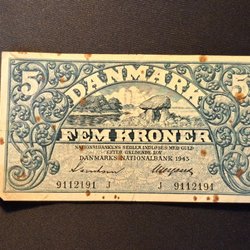 5 DANMARK 5
FEM KRONER
NATIONALBANKENS SEDLER INDLØSES MED GULD
EFTER GÆLDENDE LOV
DANMARKS NATIONALBANK 1943
9112191 J J 9112191